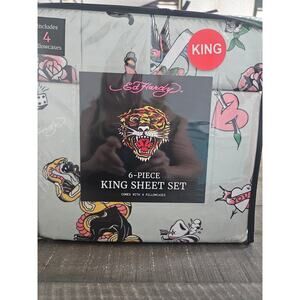 includes
4
pillowcases
KING
Ed Hardy
6-PIECE
KING SHEET SET
COMES WITH 4 PILLOWCASES